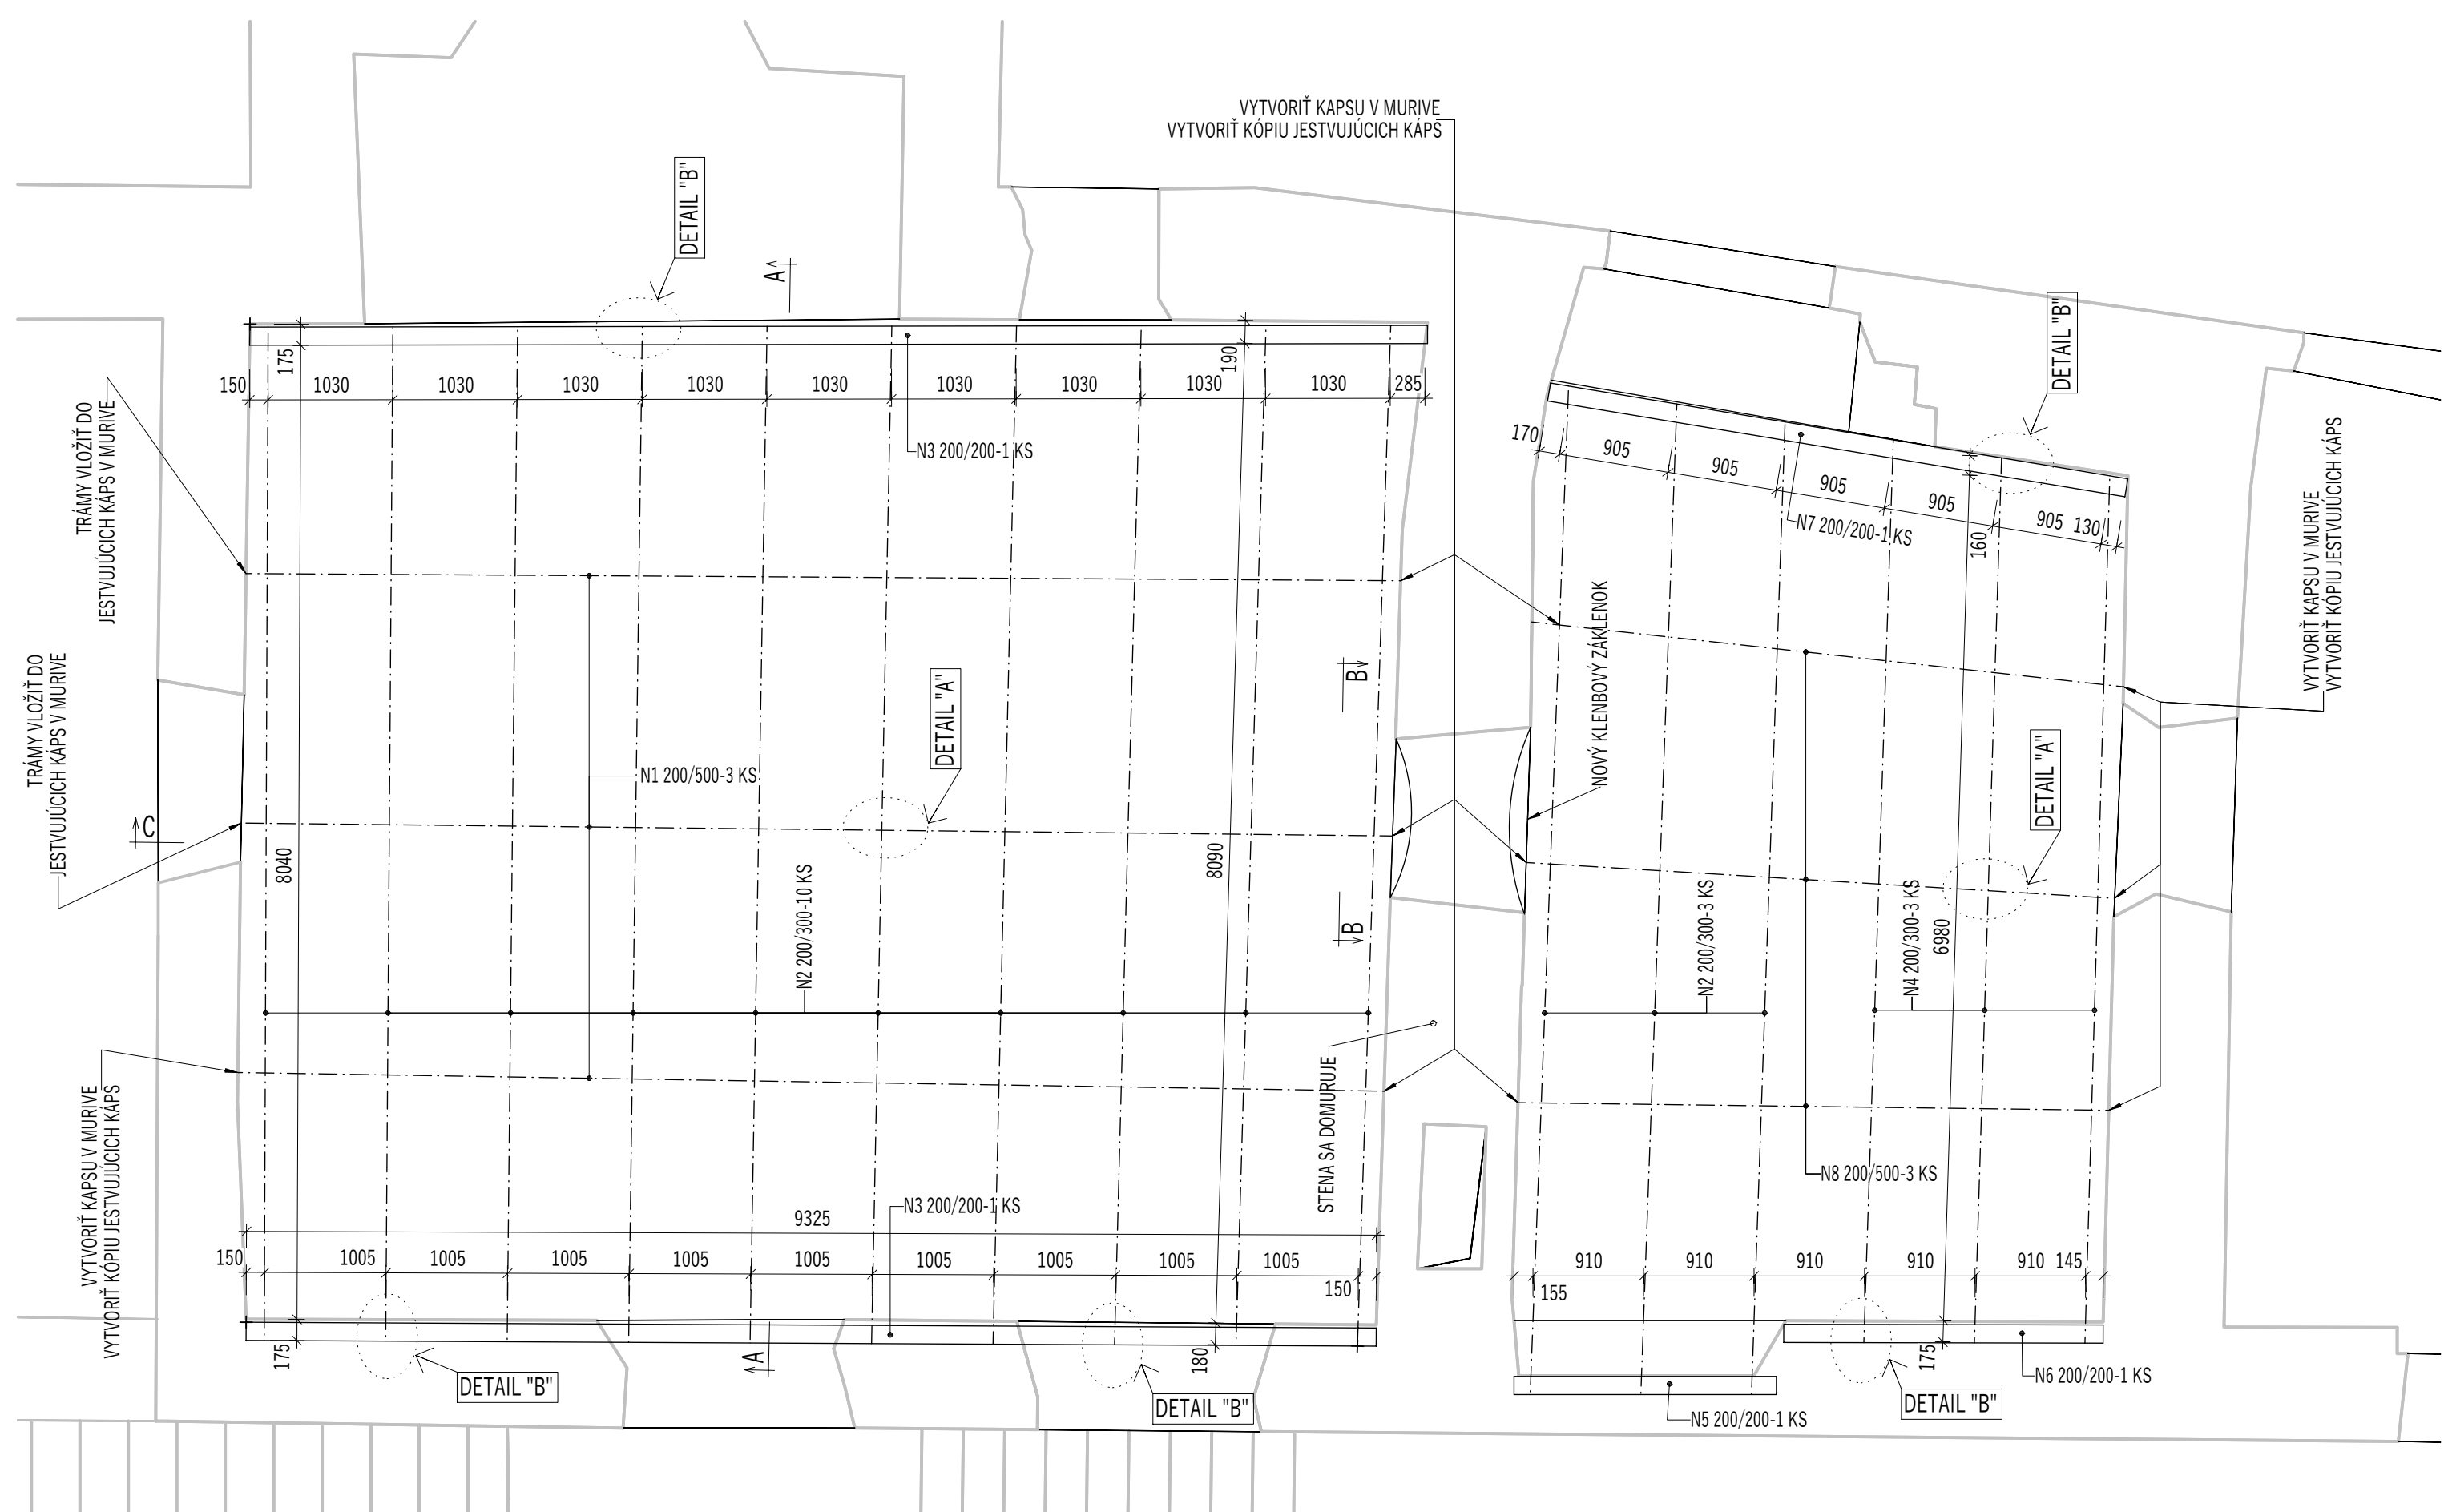 VYTVORIŤ KAPSU V MURIVE
VYTVORIŤ KÓPIU JESTVUJÚCICH KÁPS
DETAIL "B"
A
DETAIL "B"
175
190
150
1030
1030
1030
1030
1030
1030
1030
1030
1030
285
TRÁMY VLOŽIŤ DO
JESTVUJÚCICH KÁPS V MURIVE
N3 200/200-1 KS
170
905
905
905
905
905
130
N7 200/200-1 KS
160
VYTVORIŤ KAPSU V MURIVE
VYTVORIŤ KÓPIU JESTVUJÚCICH KÁPS
NOVÝ KLENBOVÝ ZÁKLENOK
TRÁMY VLOŽIŤ DO
JESTVUJÚCICH KÁPS V MURIVE
B
DETAIL "A"
N1 200/500-3 KS
DETAIL "A"
C
8040
8090
N2 200/300-10 KS
B
N2 200/300-3 KS
N4 200/300-3 KS
6980
STENA SA DOMURUJE
VYTVORIŤ KAPSU V MURIVE
VYTVORIŤ KÓPIU JESTVUJÚCICH KÁPS
N8 200/500-3 KS
N3 200/200-1 KS
9325
150
1005
1005
1005
1005
1005
1005
1005
1005
1005
150
910
910
910
910
910
145
155
175
A
180
175
DETAIL "B"
DETAIL "B"
DETAIL "B"
N6 200/200-1 KS
N5 200/200-1 KS